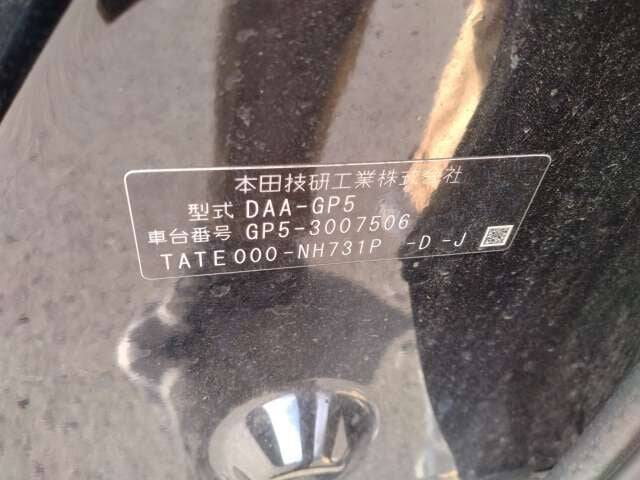 本田技研工業株式会社
型式 DAA-GP5
車台番号 GP5-3007506
TATE000-NH731P -D -J